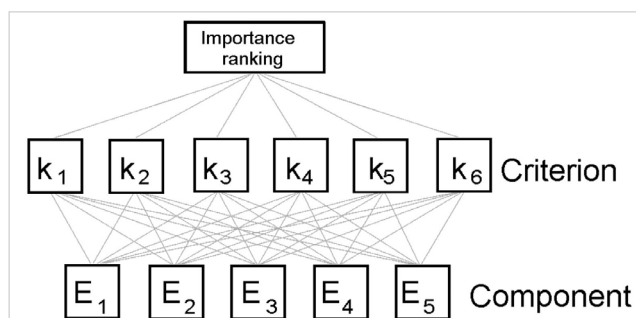 Importance
ranking
k₁ k₂ k₃ k₄ k₅ k₆ Criterion
E₁ E₂ E₃ E₄ E₅ Component